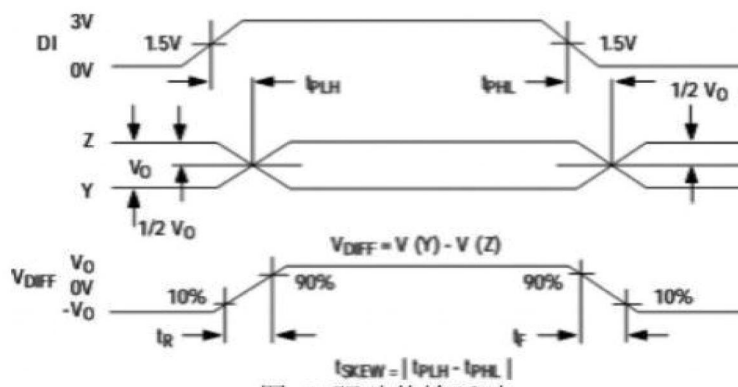 3V
DI 1.5V 1.5V
0V
tPLH tPHL 1/2 VO
Z
VO
Y
1/2 VO
VDIFF = V (Y) - V (Z)
VO
VDIFF 0V 90% 90%
10% 10%
-VO
tR tF
tSKEW = | tPLH - tPHL |